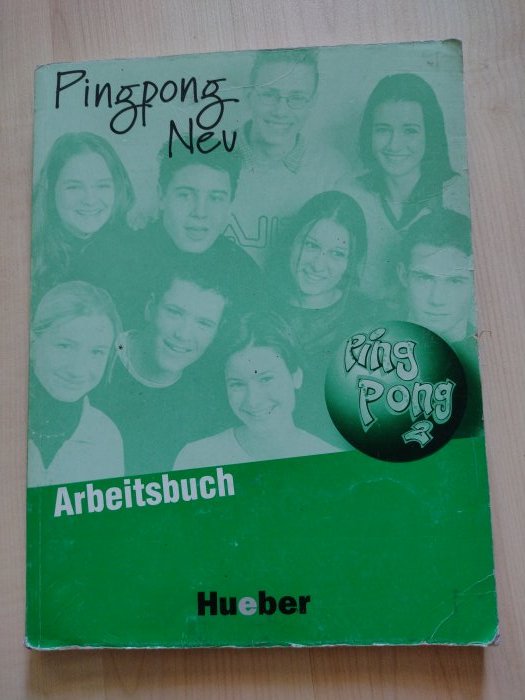 Pingpong
Neu
Ping
Pong
2
Arbeitsbuch
Hueber